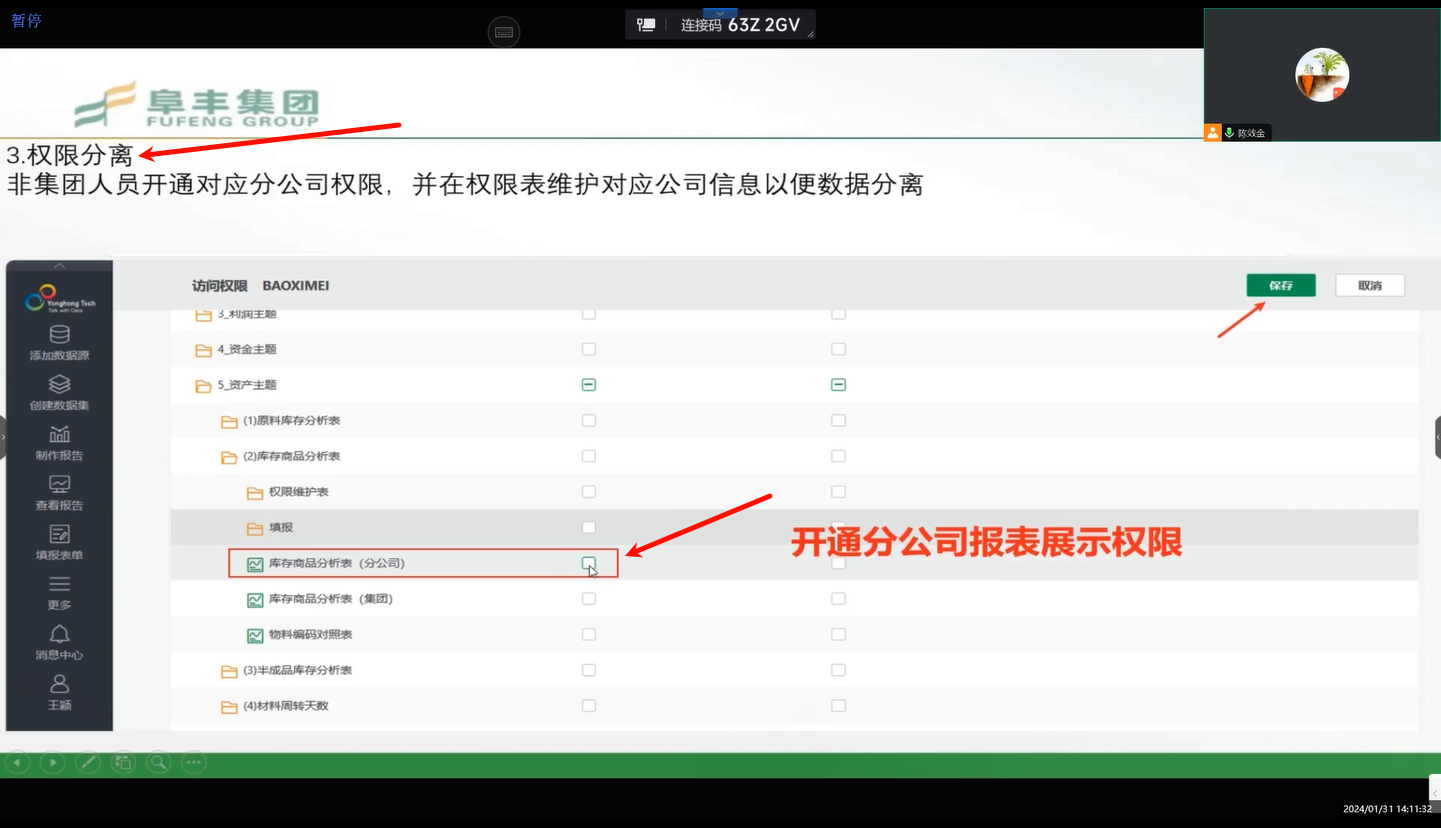 暂停
连接码 63Z 2GV
陈效金
阜丰集团
FUFENG GROUP
3.权限分离
非集团人员开通对应分公司权限，并在权限表维护对应公司信息以便数据分离
Yonghong Tech
Talk with Data
添加数据源
创建数据集
制作报告
查看报告
填报表单
更多
消息中心
王颖
访问权限 BAOXIMEI
保存
取消
3_利润主题
4_资金主题
5_资产主题
(1)原料库存分析表
(2)库存商品分析表
权限维护表
填报
库存商品分析表（分公司)
库存商品分析表（集团)
物料编码对照表
(3)半成品库存分析表
(4)材料周转天数
开通分公司报表展示权限
2024/01/31 14:11:32